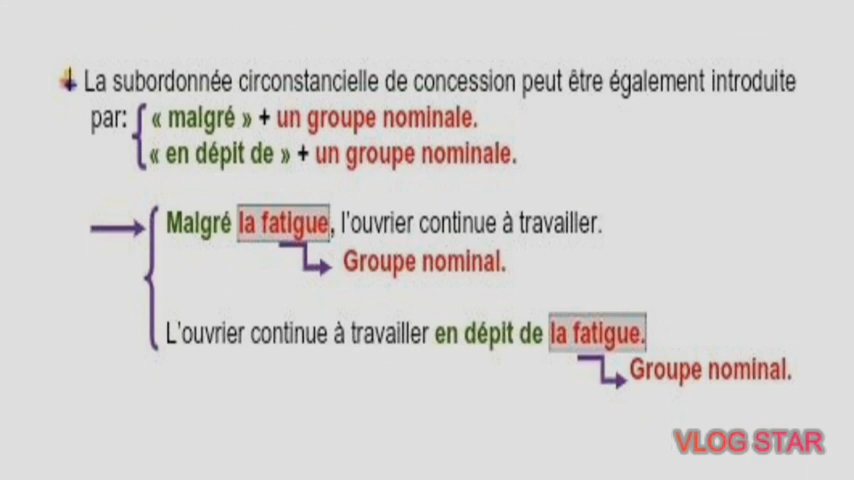 La subordonnée circonstancielle de concession peut être également introduite
par: « malgré » + un groupe nominale.
« en dépit de » + un groupe nominale.
Malgré la fatigue, l'ouvrier continue à travailler.
Groupe nominal.
L'ouvrier continue à travailler en dépit de la fatigue.
Groupe nominal.
VLOG STAR